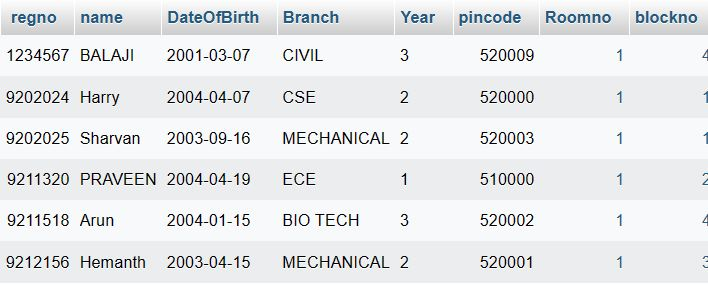 regno name DateOfBirth Branch Year pincode Roomno blockno
1234567 BALAJI 2001-03-07 CIVIL 3 520009 1 4
9202024 Harry 2004-04-07 CSE 2 520000 1 1
9202025 Sharvan 2003-09-16 MECHANICAL 2 520003 1 1
9211320 PRAVEEN 2004-04-19 ECE 1 510000 1 2
9211518 Arun 2004-01-15 BIO TECH 3 520002 1 4
9212156 Hemanth 2003-04-15 MECHANICAL 2 520001 1 3